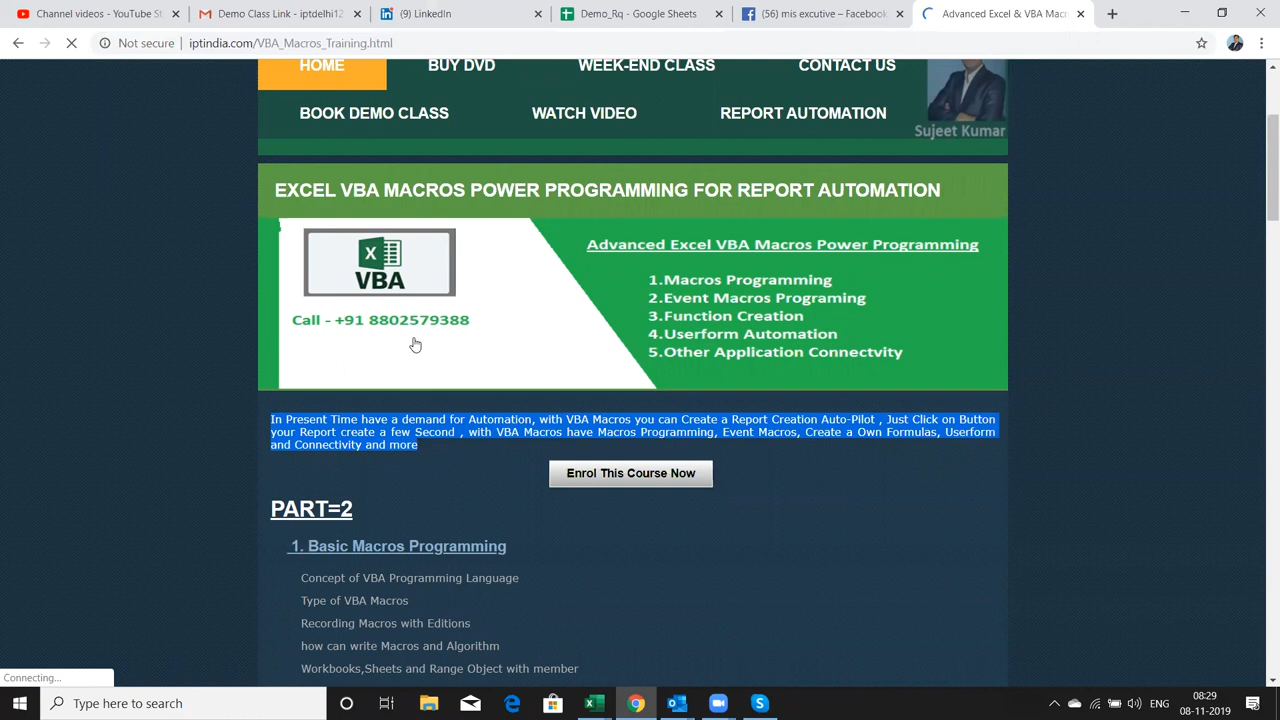 Channel videos - YouTube St
Demo Class Link - iptdelhi12
(9) LinkedIn
Demo_Rq - Google Sheets
(56) mis excutive – Facebook
Advanced Excel & VBA Macr
Not secure | iptindia.com/VBA_Macros_Training.html
HOME
BUY DVD
WEEK-END CLASS
CONTACT US
BOOK DEMO CLASS
WATCH VIDEO
REPORT AUTOMATION
Sujeet Kumar
EXCEL VBA MACROS POWER PROGRAMMING FOR REPORT AUTOMATION
X
VBA
Call - +91 8802579388
Advanced Excel VBA Macros Power Programming
1.Macros Programming
2.Event Macros Programing
3.Function Creation
4.Userform Automation
5.Other Application Connectvity
In Present Time have a demand for Automation, with VBA Macros you can Create a Report Creation Auto-Pilot , Just Click on Button
your Report create a few Second , with VBA Macros have Macros Programming, Event Macros, Create a Own Formulas, Userform
and Connectivity and more
Enrol This Course Now
PART=2
1. Basic Macros Programming
Concept of VBA Programming Language
Type of VBA Macros
Recording Macros with Editions
how can write Macros and Algorithm
Workbooks,Sheets and Range Object with member
Connecting...
Type here to search
ENG
08:29
08-11-2019